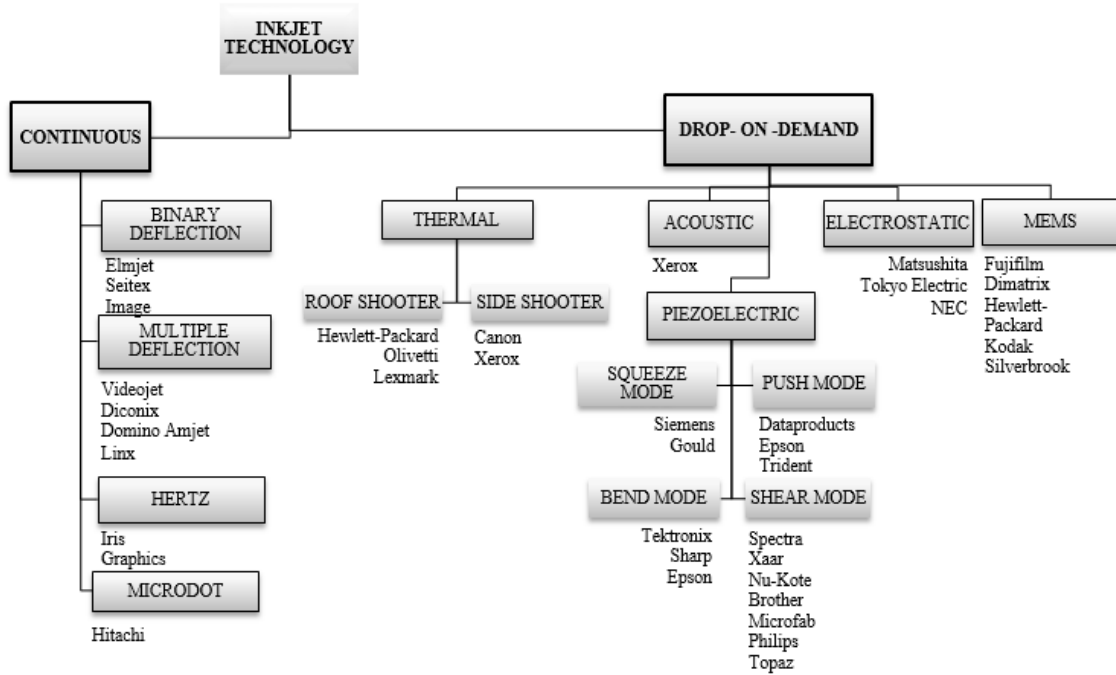 INKJET
TECHNOLOGY
CONTINUOUS
BINARY
DEFLECTION
Elmjet
Seitex
Image
MULTIPLE
DEFLECTION
Videojet
Diconix
Domino Amjet
Linx
HERTZ
Iris
Graphics
MICRODOT
Hitachi
DROP- ON -DEMAND
THERMAL
ROOF SHOOTER
Hewlett-Packard
Olivetti
Lexmark
SIDE SHOOTER
Canon
Xerox
ACOUSTIC
Xerox
PIEZOELECTRIC
SQUEEZE
MODE
Siemens
Gould
PUSH MODE
Dataproducts
Epson
Trident
BEND MODE
Tektronix
Sharp
Epson
SHEAR MODE
Spectra
Xaar
Nu-Kote
Brother
Microfab
Philips
Topaz
ELECTROSTATIC
Matsushita
Tokyo Electric
NEC
MEMS
Fujifilm
Dimatrix
Hewlett-
Packard
Kodak
Silverbrook